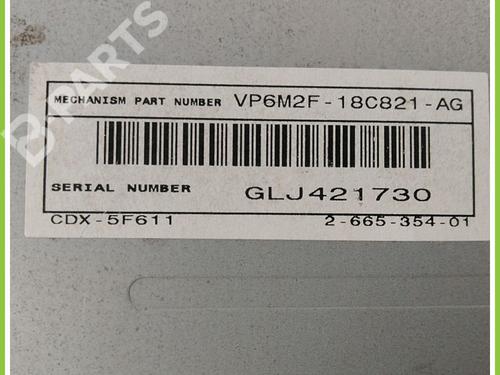 B-PARTS
MECHANISM PART NUMBER VP6M2F-18C821-AG
SERIAL NUMBER GLJ421730
CDX-5F611 2-665-354-01